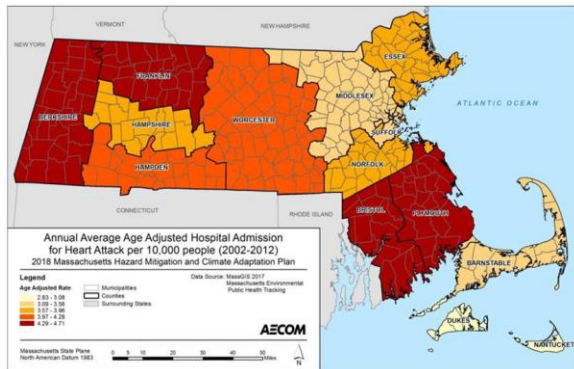 VERMONT
NEW HAMPSHIRE
NEW YORK
ESSEX
FRANKLIN
MIDDLESEX
ATLANTIC OCEAN
BERKSHIRE
WORCESTER
HAMPSHIRE
SUFFOLK
NORFOLK
HAMPDEN
CONNECTICUT
RHODE ISLAND
BRISTOL
PLYMOUTH
BARNSTABLE
DUKES
NANTUCKET
Annual Average Age Adjusted Hospital Admission
for Heart Attack per 10,000 people (2002-2012)
2018 Massachusetts Hazard Mitigation and Climate Adaptation Plan
Legend
Age Adjusted Rate
2.83 - 3.08
3.09 - 3.56
3.57 - 3.96
3.97 - 4.28
4.29 - 4.71
Municipalities
Counties
Surrounding States
Data Source: MassGIS 2017
Massachusetts Environmental
Public Health Tracking
AECOM
Massachusetts State Plane
North American Datum 1983
0 5 10 20 30 40 50
Miles
N